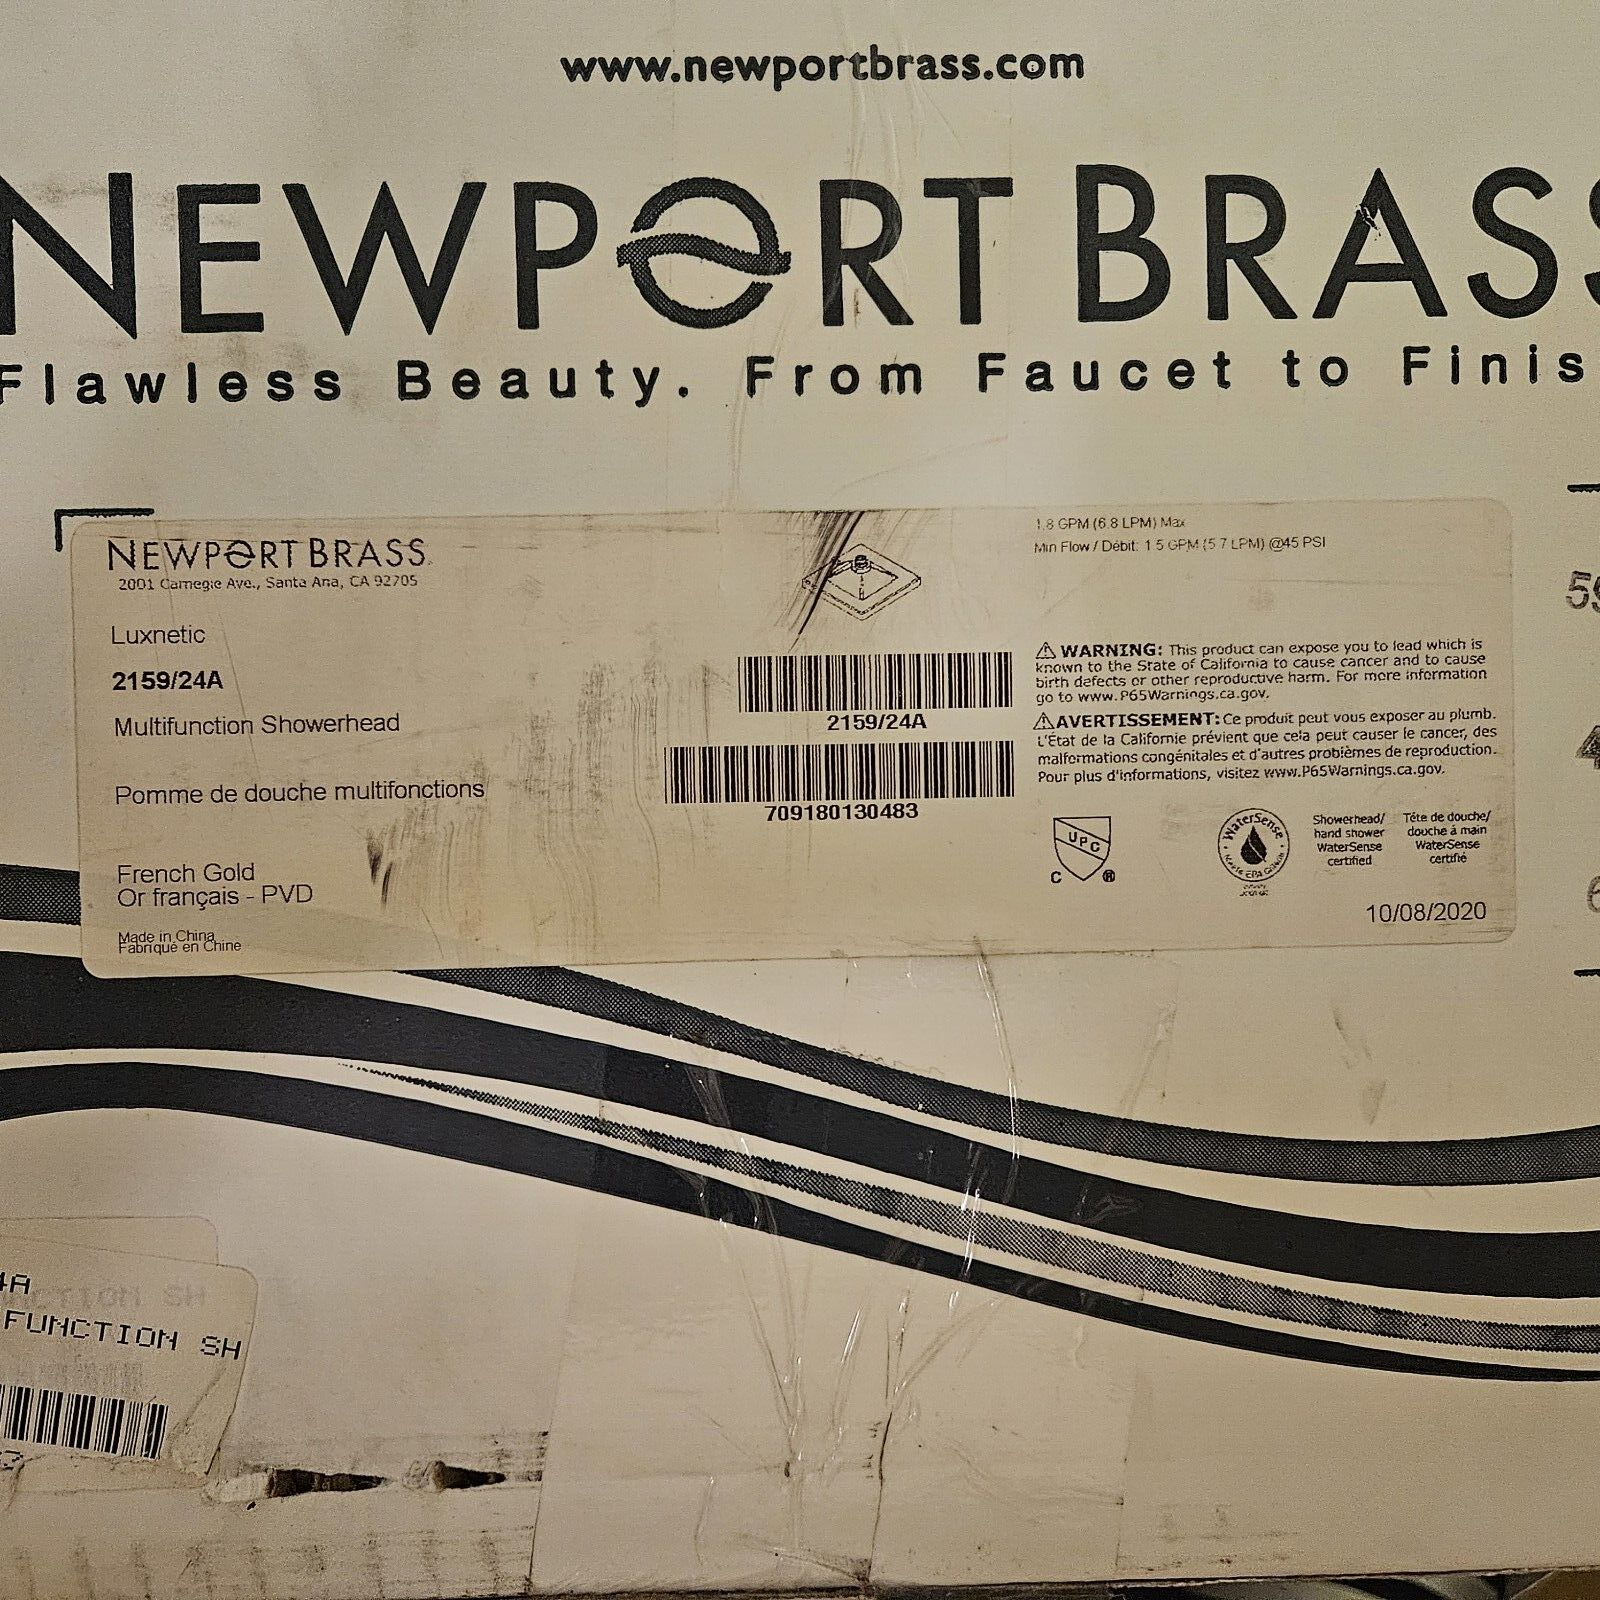 www.newportbrass.com
NEWPORT BRASS
Flawless Beauty. From Faucet to Finis
NEWPORT BRASS
2001 Carnegie Ave., Santa Ana, CA 92705
Luxnetic
2159/24A
Multifunction Showerhead
Pomme de douche multifonctions
French Gold
Or français - PVD
Made in China
Fabriqué en Chine
2159/24A
709180130483
1.8 GPM (6.8 LPM) Max
Min Flow / Débit: 1.5 GPM (5.7 LPM) @45 PSI
⚠ WARNING: This product can expose you to lead which is
known to the State of California to cause cancer and to cause
birth defects or other reproductive harm. For more information
go to www.P65Warnings.ca.gov.
⚠ AVERTISSEMENT: Ce produit peut vous exposer au plumb.
L'État de la Californie prévient que cela peut causer le cancer, des
malformations congénitales et d'autres problèmes de reproduction.
Pour plus d'informations, visitez www.P65Warnings.ca.gov.
UPC
C ®
WaterSense
Showerhead/
hand shower
WaterSense
certified
Tête de douche/
douche à main
WaterSense
certifié
10/08/2020
59
4
6
4A
FUNCTION SH